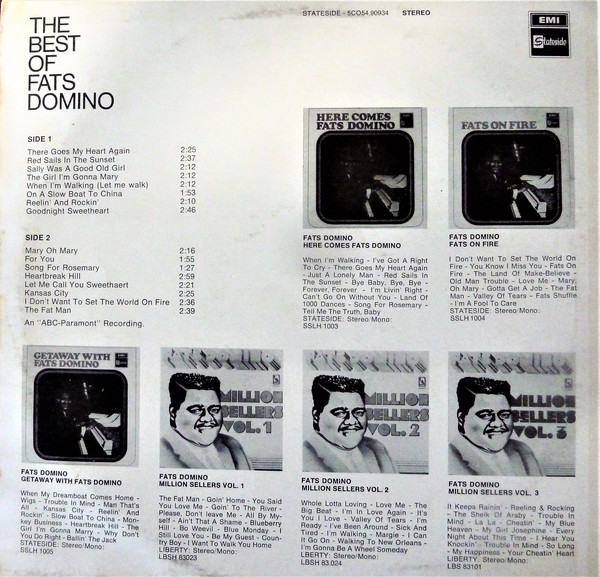 STATESIDE - 5CO54.90934 STEREO
EMI
Stateside
THE
BEST
OF
FATS
DOMINO
SIDE 1
There Goes My Heart Again 2:25
Red Sails In The Sunset 2:37
Sally Was A Good Old Girl 2:12
The Girl I'm Gonna Mary 2:12
When I'm Walking (Let me walk) 2:12
On A Slow Boat To China 1:53
Reelin' And Rockin' 2:10
Goodnight Sweetheart 2:46
SIDE 2
Mary Oh Mary 2:16
For You 1:55
Song For Rosemary 1:27
Heartbreak Hill 2:59
Let Me Call You Sweethaert 2:21
Kansas City 2:25
I Don't Want To Set The World On Fire 2:36
The Fat Man 2:39
An "ABC-Paramont" Recording.
HERE COMES
FATS DOMINO
FATS DOMINO
HERE COMES FATS DOMINO
When I'm Walking - I've Got A Right
To Cry - There Goes My Heart Again
- Just A Lonely Man - Red Sails In
The Sunset - Bye Baby, Bye, Bye -
Forever, Forever - I'm Livin' Right -
Can't Go On Without You - Land Of
1000 Dances - Song For Rosemary -
Tell Me The Truth, Baby
STATESIDE: Stereo/Mono:
SSLH 1003
FATS ON FIRE
FATS DOMINO
FATS ON FIRE
I Don't Want To Set The World On
Fire - You Know I Miss You - Fats On
Fire - The Land Of Make-Believe -
Old Man Trouble - Love Me - Mary,
Oh Mary - Gotta Get A Job - The Fat
Man - Valley Of Tears - Fats Shuffle
- I'm A Fool To Care
STATESIDE: Stereo/Mono:
SSLH 1004
GETAWAY WITH
FATS DOMINO
FATS DOMINO
GETAWAY WITH FATS DOMINO
When My Dreamboat Comes Home -
Wigs - Trouble In Mind - Man That's
All - Kansas City - Reelin' And
Rockin' - Slow Boat To China - Mon-
key Business - Heartbreak Hill - The
Girl I'm Gonna Marry - Why Don't
You Do Right - Ballin' The Jack
STATESIDE: Stereo/Mono:
SSLH 1005
MILLION
SELLERS
VOL. 1
FATS DOMINO
MILLION SELLERS VOL. 1
The Fat Man - Goin' Home - You Said
You Love Me - Goin' To The River -
Please, Don't leave Me - All By My-
self - Ain't That A Shame - Blueberry
Hill - Bo Weevil - Blue Monday - I
Still Love You - Be My Guest - Coun-
try Boy - I Want To Walk You Home
LIBERTY: Stereo/Mono:
LBSH 83023
MILLION
SELLERS
VOL. 2
FATS DOMINO
MILLION SELLERS VOL. 2
Whole Lotta Loving - Love Me - The
Big Beat - I'm In Love Again - It's
You I Love - Valley Of Tears - I'm
Ready - I've Been Around - Sick And
Tired - I'm Walking - Margie - I Can
It Go On - Walking To New Orleans -
I'm Gonna Be A Wheel Someday
LIBERTY: Stereo/Mono:
LBSH 83.024
MILLION
SELLERS
VOL. 3
FATS DOMINO
MILLION SELLERS VOL. 3
It Keeps Rainin' - Reeling & Rocking
- The Sheik Of Araby - Trouble In
Mind - La - La - Cheatin' - My Blue
Heaven - My Girl Josephine - Every
Night About This Time - I Hear You
Knockin' - Trouble In Mind - So Long
- My Happiness - Your Cheatin' Heart
LIBERTY: Stereo/Mono:
LBS 83101